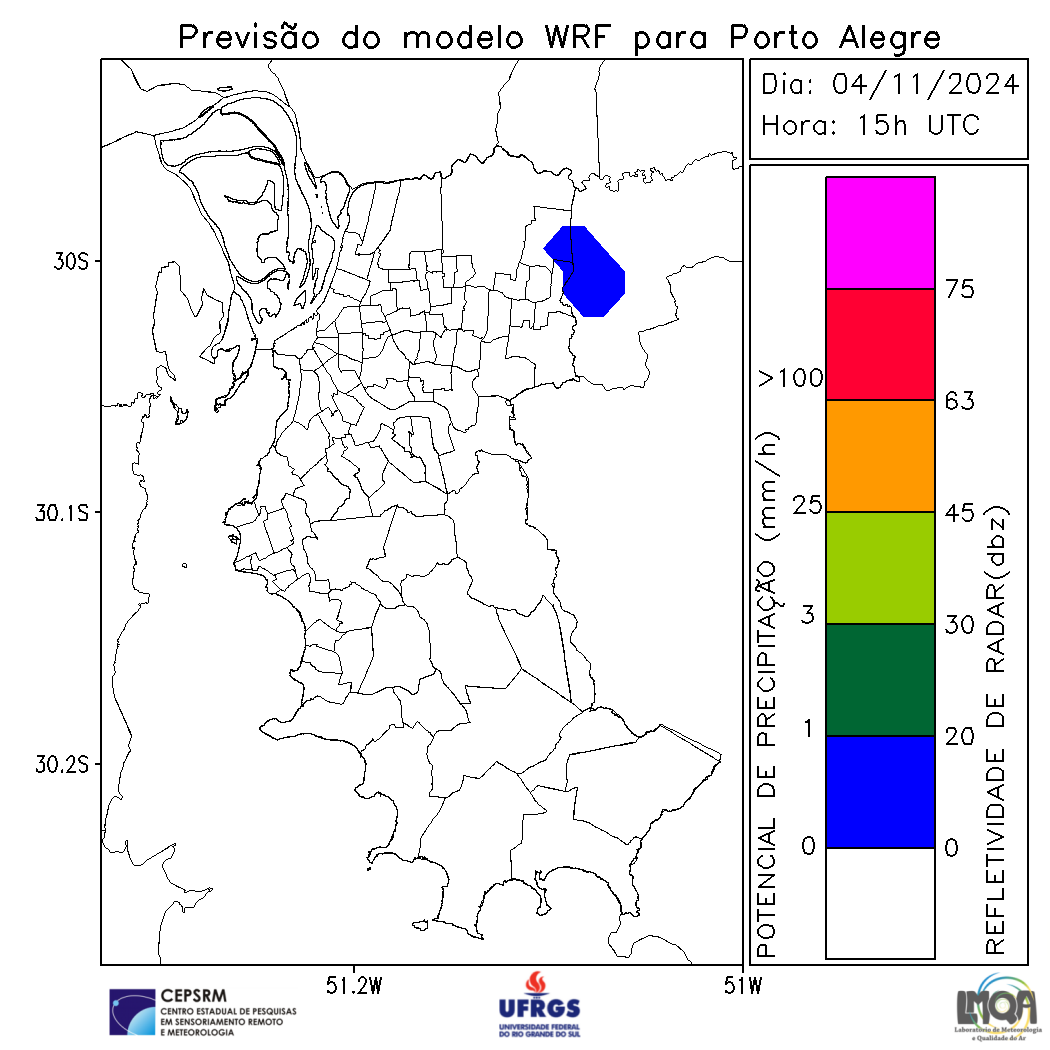 Previsão do modelo WRF para Porto Alegre
Dia: 04/11/2024
Hora: 15h UTC
30S
30.1S
30.2S
51.2W
51W
POTENCIAL DE PRECIPITAÇÃO (mm/h)
>100
25
3
1
0
75
63
45
30
20
0
REFLETIVIDADE DE RADAR(dbz)
CEPSRM
CENTRO ESTADUAL DE PESQUISAS
EM SENSORIAMENTO REMOTO
E METEOROLOGIA
UFRGS
UNIVERSIDADE FEDERAL
DO RIO GRANDE DO SUL
LMQA
Laboratório de Meteorologia
e Qualidade do Ar